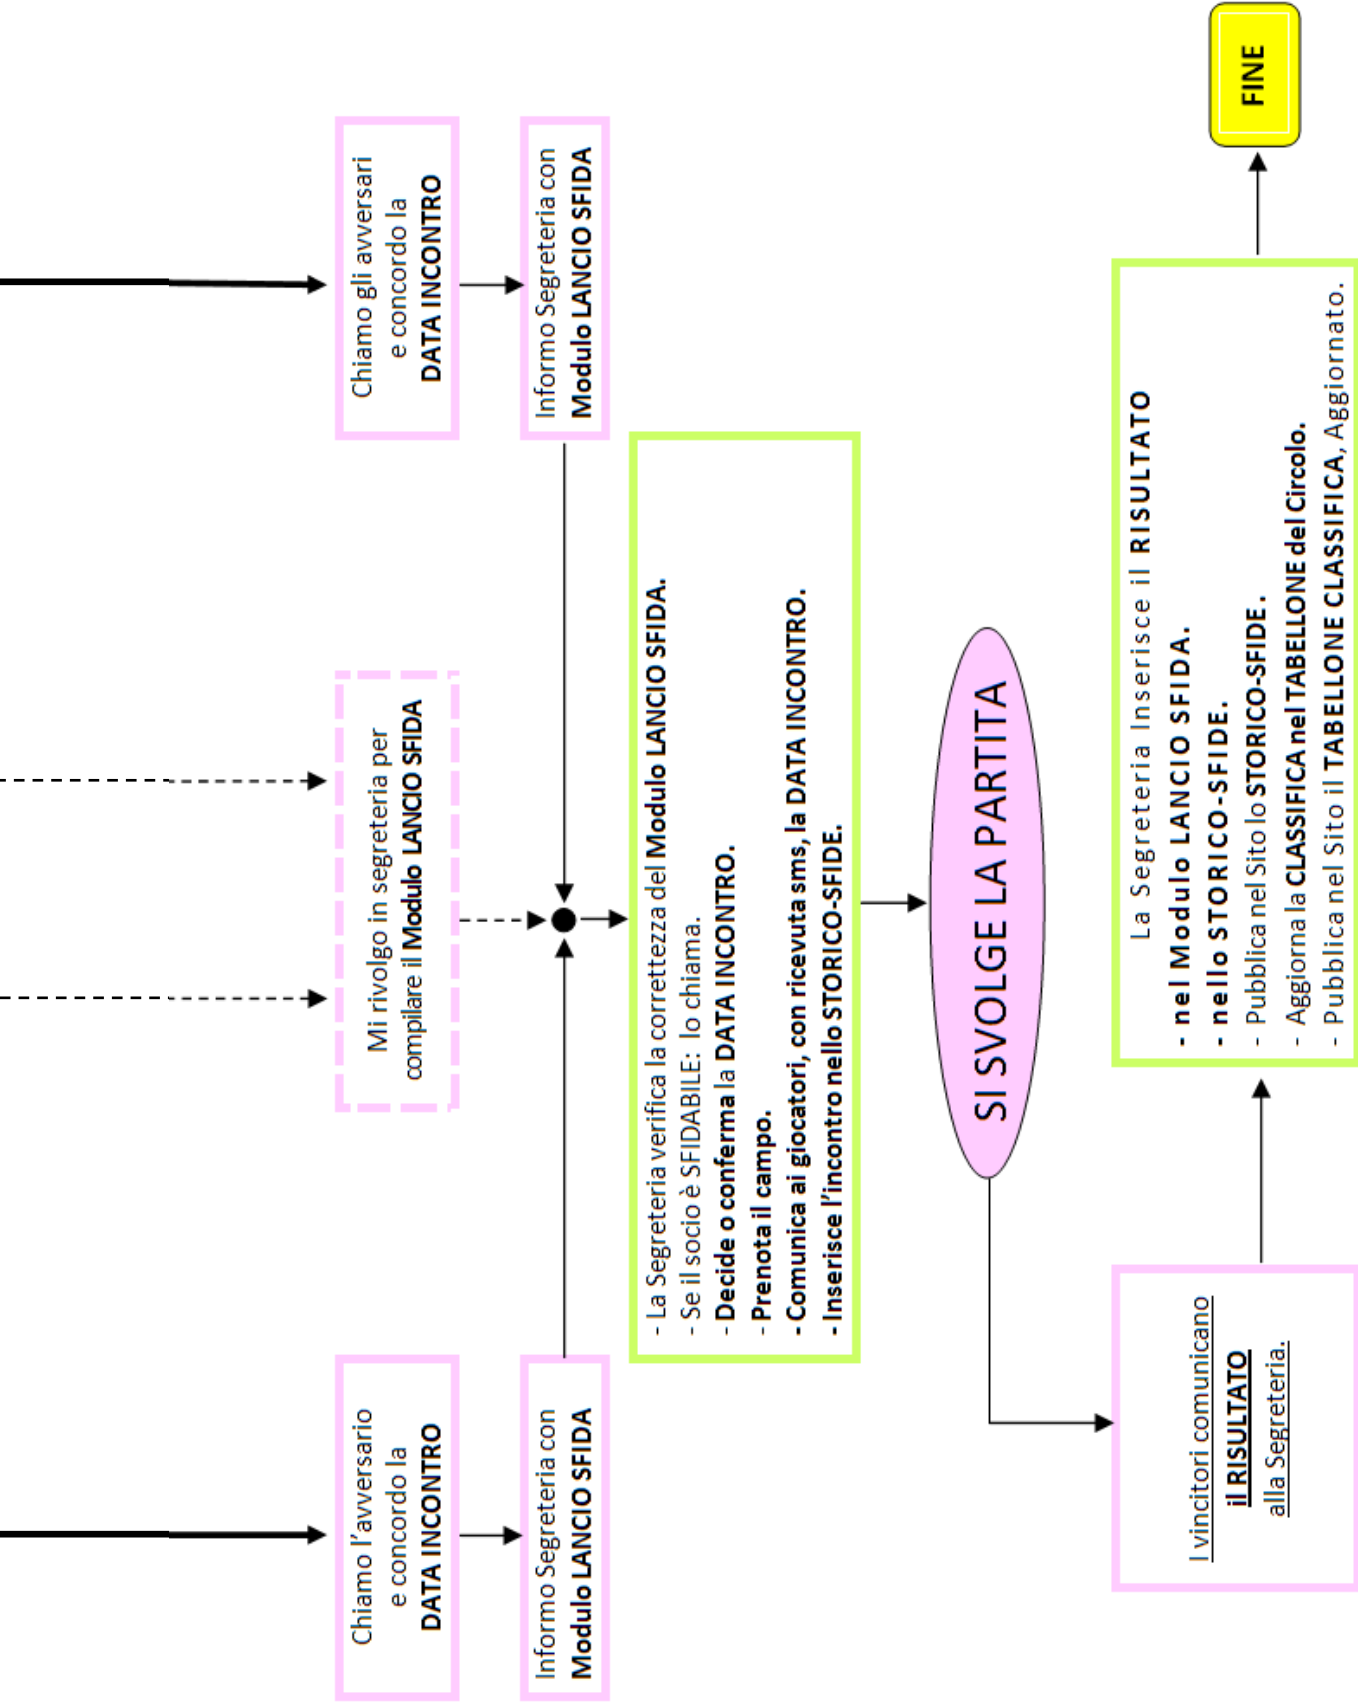 Chiamo l'avversario
e concordo la
DATA INCONTRO
Mi rivolgo in segreteria per
compilare il Modulo LANCIO SFIDA
Chiamo gli avversari
e concordo la
DATA INCONTRO
Informo Segreteria con
Modulo LANCIO SFIDA
Informo Segreteria con
Modulo LANCIO SFIDA
- La Segreteria verifica la correttezza del Modulo LANCIO SFIDA.
- Se il socio è SFIDABILE: lo chiama.
- Decide o conferma la DATA INCONTRO.
- Prenota il campo.
- Comunica ai giocatori, con ricevuta sms, la DATA INCONTRO.
- Inserisce l'incontro nello STORICO-SFIDE.
SI SVOLGE LA PARTITA
I vincitori comunicano
il RISULTATO
alla Segreteria.
La Segreteria Inserisce il RISULTATO
- nel Modulo LANCIO SFIDA.
- nello STORICO-SFIDE.
- Pubblica nel Sito lo STORICO-SFIDE.
- Aggiorna la CLASSIFICA nel TABELLONE del Circolo.
- Pubblica nel Sito il TABELLONE CLASSIFICA, Aggiornato.
FINE